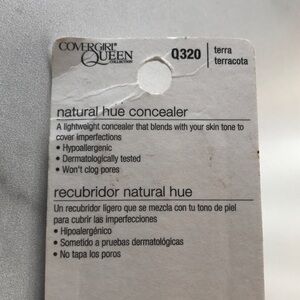 COVERGIRL®
QUEEN
COLLECTION
Q320
terra
terracota
natural hue concealer
A lightweight concealer that blends with your skin tone to
cover imperfections
• Hypoallergenic
• Dermatologically tested
• Won't clog pores
recubridor natural hue
Un recubridor ligero que se mezcla con tu tono de piel
para cubrir las imperfecciones
• Hipoalergénico
• Sometido a pruebas dermatológicas
• No tapa los poros